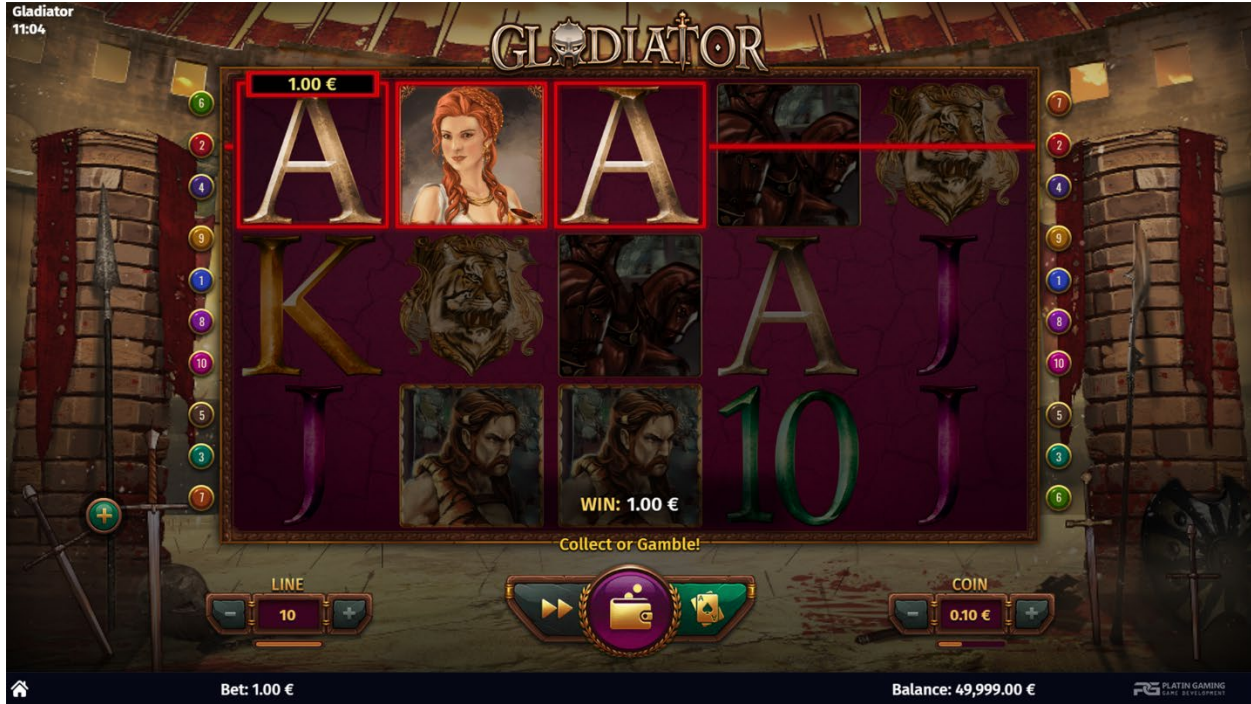 Gladiator
11:04
GLADIATOR
1.00 €
A A
6 7
2 2
4 4
9 9
K A J
1 1
8 8
10 10
J 10 J
5 5
3 3
7 6
WIN: 1.00 €
Collect or Gamble!
LINE COIN
- 10 + - 0.10 € +
Bet: 1.00 € Balance: 49,999.00 € PG PLATIN GAMING
GAME DEVELOPMENT